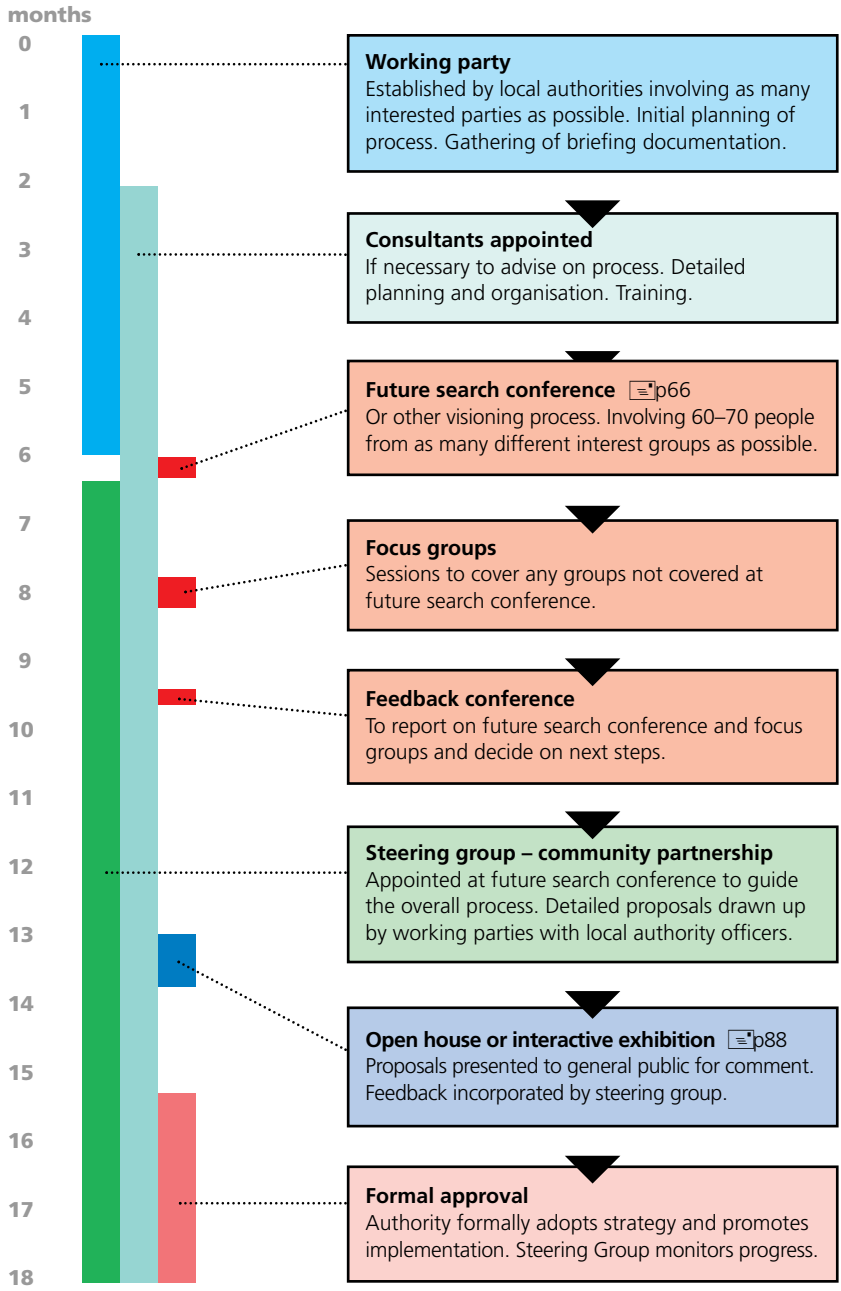 months
0
1
2
3
4
5
6
7
8
9
10
11
12
13
14
15
16
17
18
Working party
Established by local authorities involving as many
interested parties as possible. Initial planning of
process. Gathering of briefing documentation.
Consultants appointed
If necessary to advise on process. Detailed
planning and organisation. Training.
Future search conference p66
Or other visioning process. Involving 60–70 people
from as many different interest groups as possible.
Focus groups
Sessions to cover any groups not covered at
future search conference.
Feedback conference
To report on future search conference and focus
groups and decide on next steps.
Steering group – community partnership
Appointed at future search conference to guide
the overall process. Detailed proposals drawn up
by working parties with local authority officers.
Open house or interactive exhibition p88
Proposals presented to general public for comment.
Feedback incorporated by steering group.
Formal approval
Authority formally adopts strategy and promotes
implementation. Steering Group monitors progress.